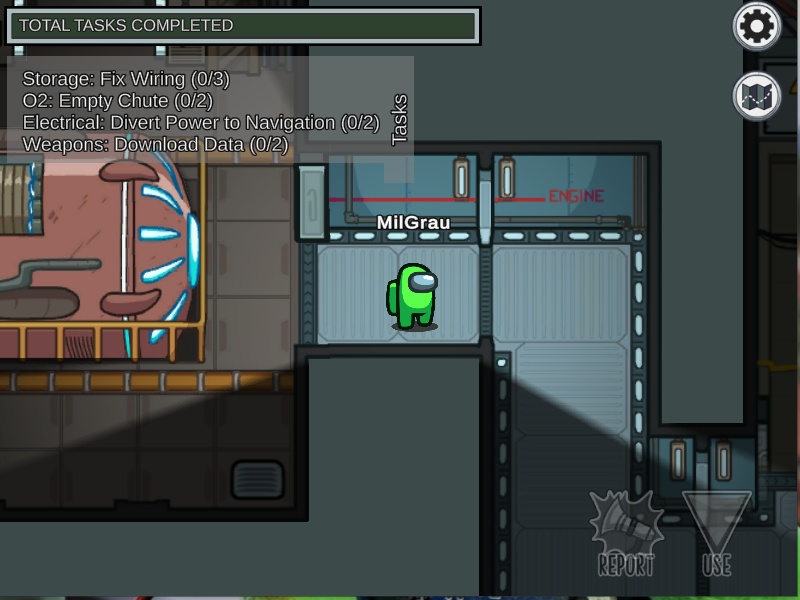 TOTAL TASKS COMPLETED
Storage: Fix Wiring (0/3)
O2: Empty Chute (0/2)
Electrical: Divert Power to Navigation (0/2)
Weapons: Download Data (0/2)
Tasks
ENGINE
MilGrau
REPORT
USE